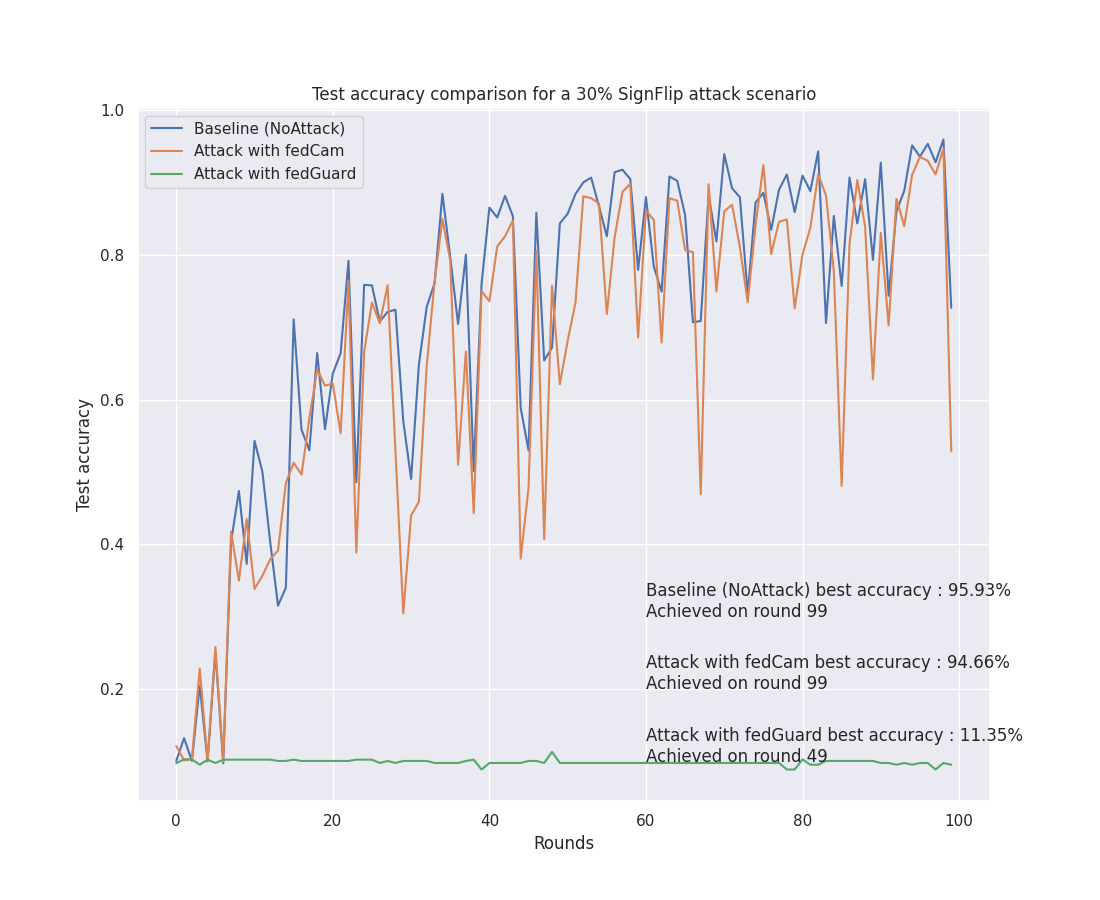 Test accuracy comparison for a 30% SignFlip attack scenario
Baseline (NoAttack)
Attack with fedCam
Attack with fedGuard
1.0
0.8
0.6
0.4
0.2
Test accuracy
Baseline (NoAttack) best accuracy : 95.93%
Achieved on round 99
Attack with fedCam best accuracy : 94.66%
Achieved on round 99
Attack with fedGuard best accuracy : 11.35%
Achieved on round 49
0 20 40 60 80 100
Rounds